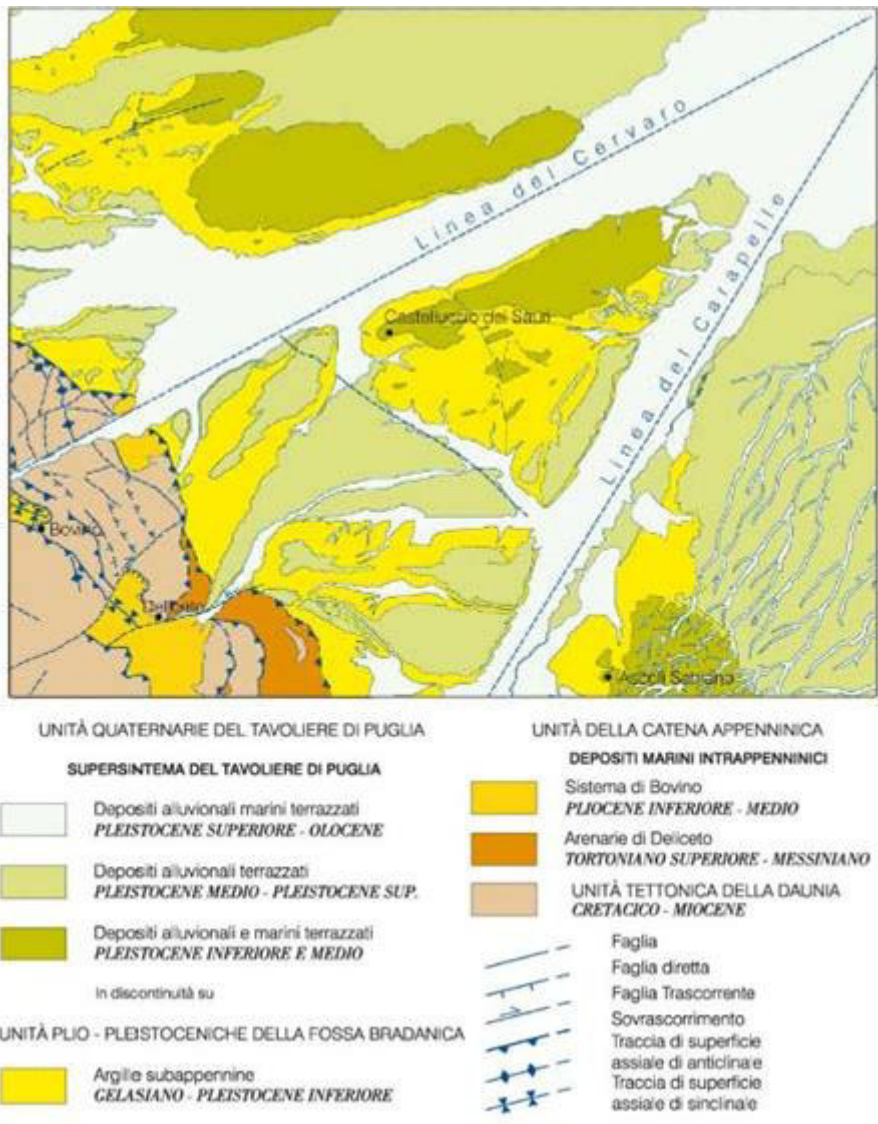 Linea del Cervaro
Linea del Carapelle
Castelluccio dei Sauri
Bovino
Deliceto
Ascoli Satriano
UNITÀ QUATERNARIE DEL TAVOLIERE DI PUGLIA
SUPERSINTEMA DEL TAVOLIERE DI PUGLIA
Depositi alluvionali marini terrazzati
PLEISTOCENE SUPERIORE - OLOCENE
Depositi alluvionali terrazzati
PLEISTOCENE MEDIO - PLEISTOCENE SUP.
Depositi alluvionali e marini terrazzati
PLEISTOCENE INFERIORE E MEDIO
In discontinuità su
UNITÀ PLIO - PLEISTOCENICHE DELLA FOSSA BRADANICA
Argille subappennine
GELASIANO - PLEISTOCENE INFERIORE
UNITÀ DELLA CATENA APPENNINICA
DEPOSITI MARINI INTRAPPENNINICI
Sistema di Bovino
PLIOCENE INFERIORE - MEDIO
Arenarie di Deliceto
TORTONIANO SUPERIORE - MESSINIANO
UNITÀ TETTONICA DELLA DAUNIA
CRETACICO - MIOCENE
Faglia
Faglia diretta
Faglia Trascorrente
Sovrascorrimento
Traccia di superficie
assiale di anticlinale
Traccia di superficie
assiale di sinclinale